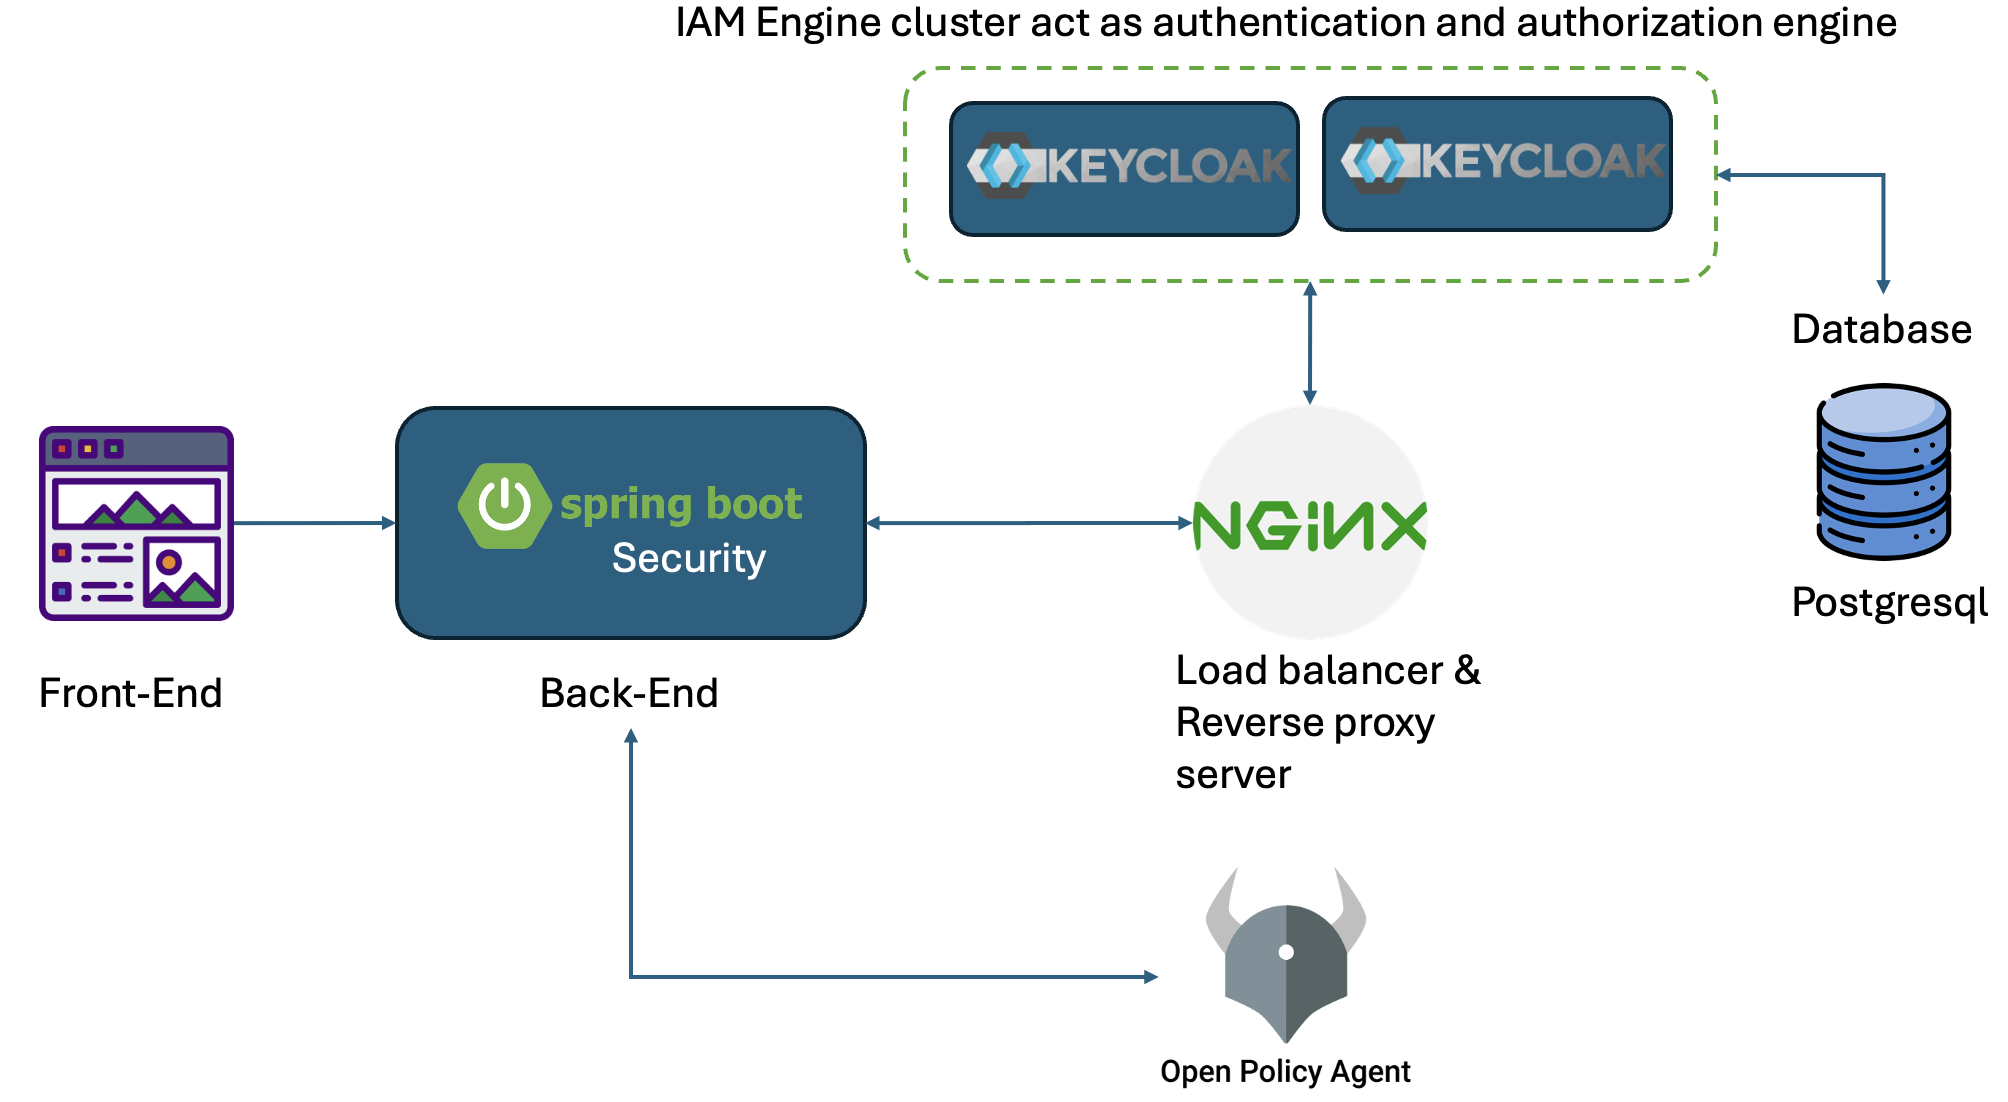 IAM Engine cluster act as authentication and authorization engine
KEYCLOAK
KEYCLOAK
Database
Postgresql
spring boot
Security
NGiNX
Front-End
Back-End
Load balancer &
Reverse proxy
server
Open Policy Agent